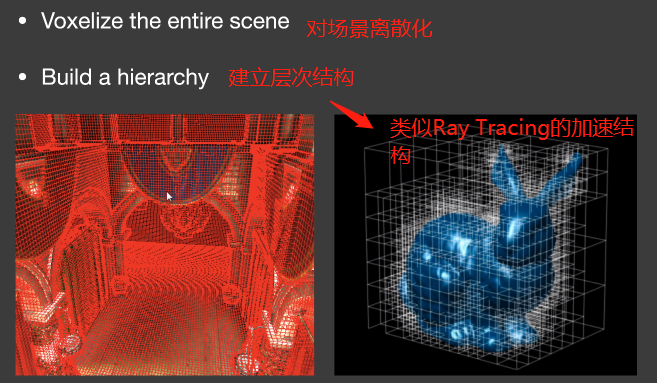 • Voxelize the entire scene 对场景离散化
• Build a hierarchy 建立层次结构
类似Ray Tracing的加速结
构